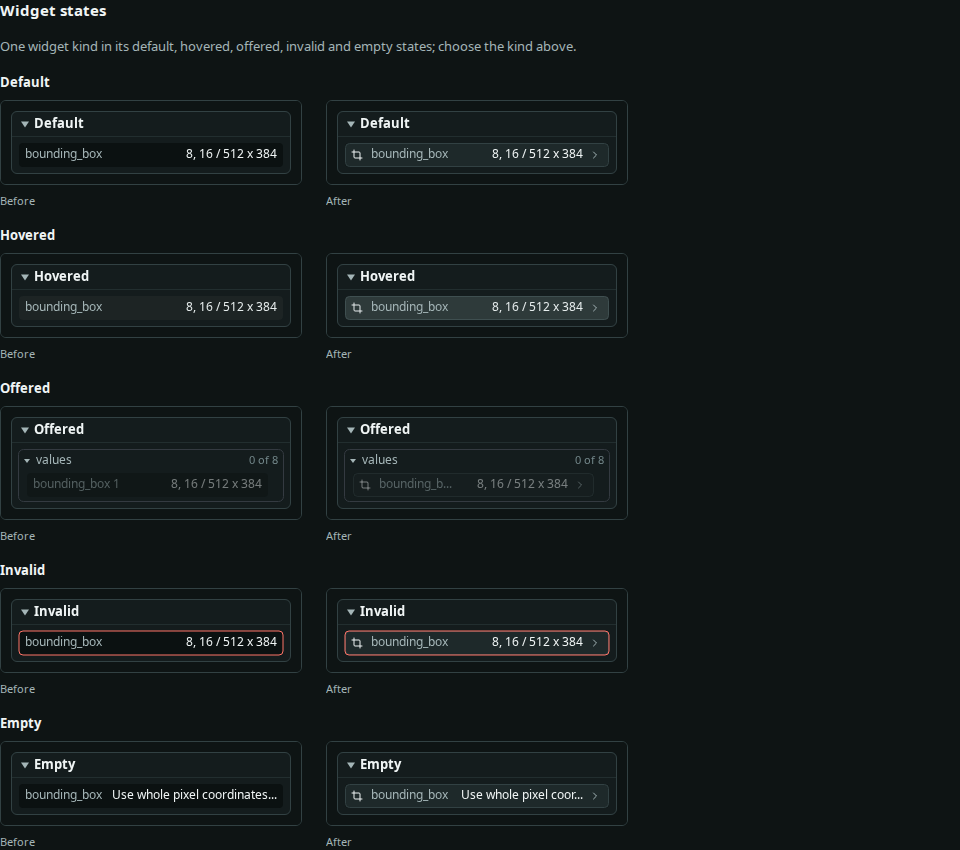 Widget states
One widget kind in its default, hovered, offered, invalid and empty states; choose the kind above.
Default
Default
bounding_box 8, 16 / 512 x 384
Before
Default
bounding_box 8, 16 / 512 x 384
After
Hovered
Hovered
bounding_box 8, 16 / 512 x 384
Before
Hovered
bounding_box 8, 16 / 512 x 384
After
Offered
Offered
values 0 of 8
bounding_box 1 8, 16 / 512 x 384
Before
Offered
values 0 of 8
bounding_b... 8, 16 / 512 x 384
After
Invalid
Invalid
bounding_box 8, 16 / 512 x 384
Before
Invalid
bounding_box 8, 16 / 512 x 384
After
Empty
Empty
bounding_box Use whole pixel coordinates...
Before
Empty
bounding_box Use whole pixel coor...
After